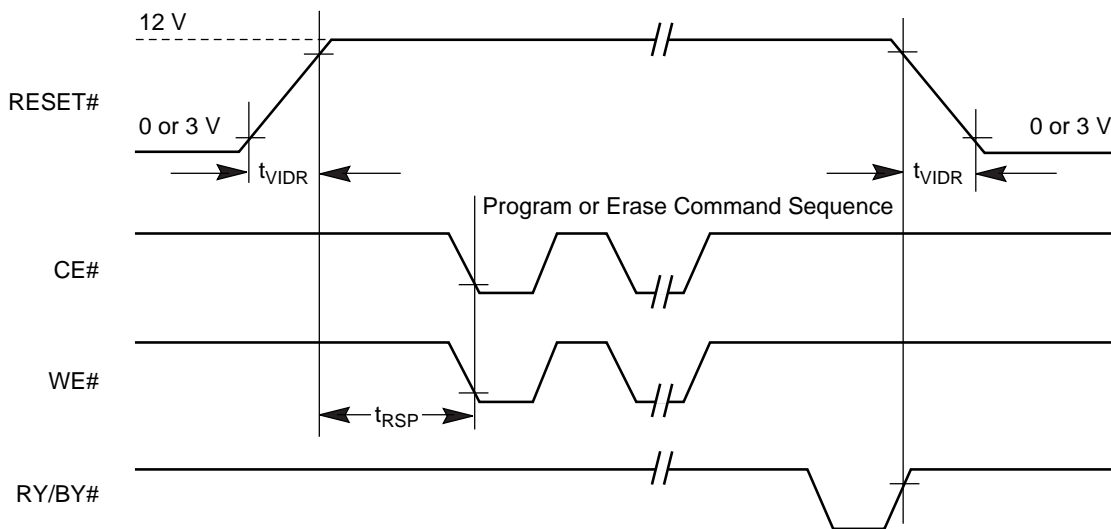 12 V
RESET#
0 or 3 V
0 or 3 V
tVIDR
tVIDR
Program or Erase Command Sequence
CE#
WE#
tRSP
RY/BY#